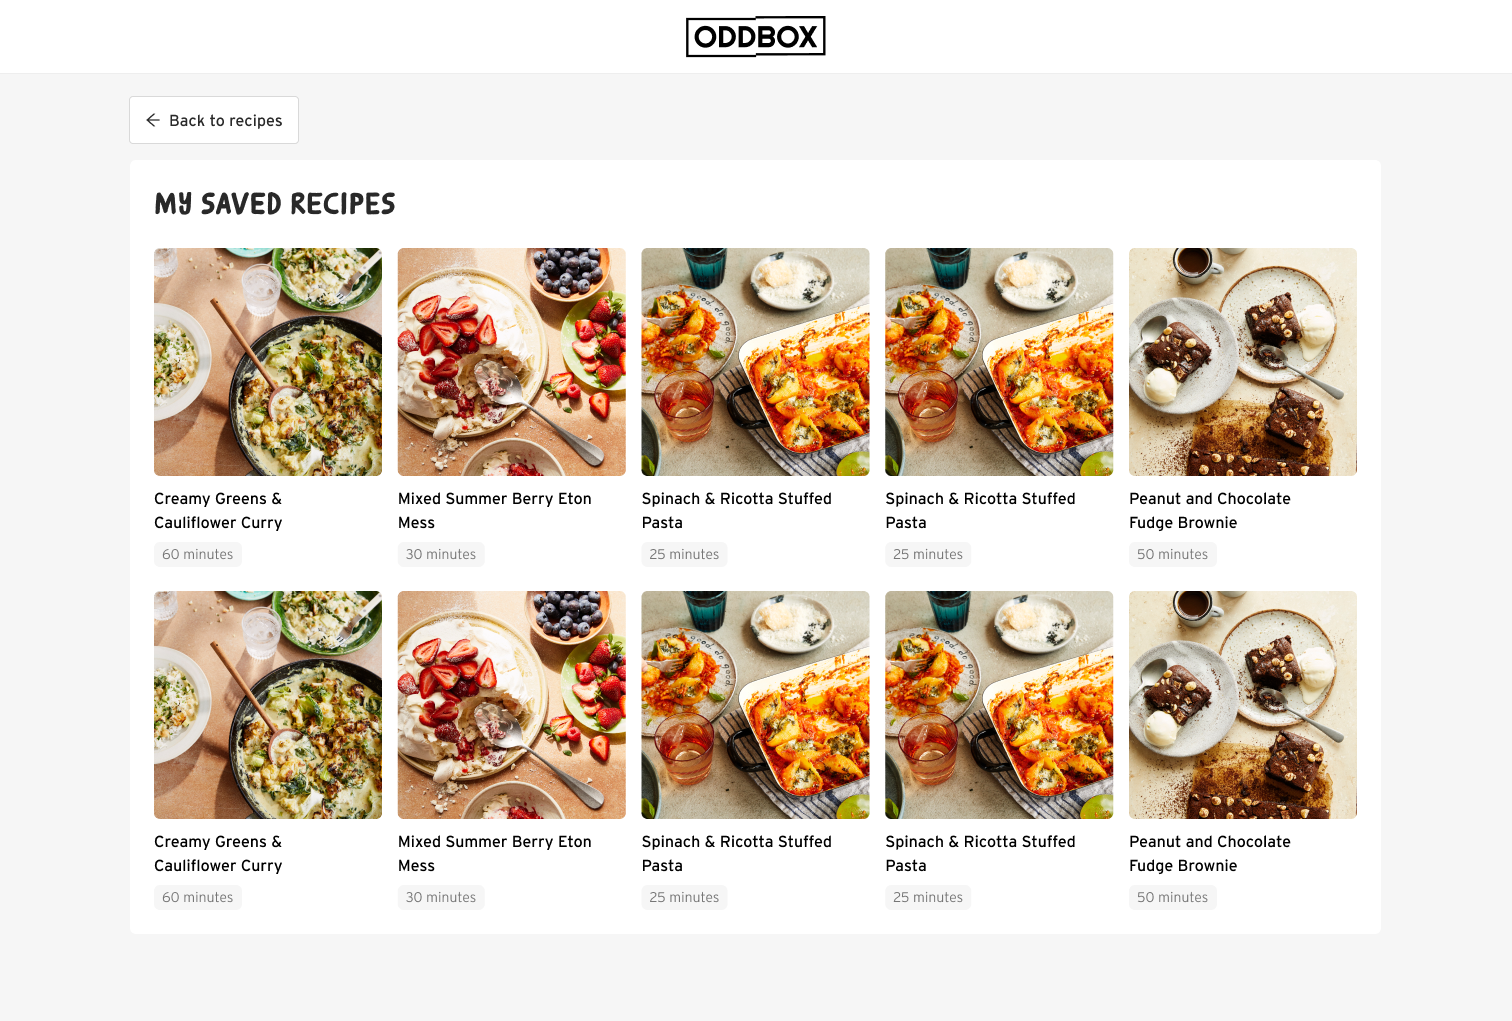 ODDBOX
Back to recipes
MY SAVED RECIPES
Creamy Greens &
Cauliflower Curry
60 minutes
Mixed Summer Berry Eton
Mess
30 minutes
Spinach & Ricotta Stuffed
Pasta
25 minutes
Spinach & Ricotta Stuffed
Pasta
25 minutes
Peanut and Chocolate
Fudge Brownie
50 minutes
Creamy Greens &
Cauliflower Curry
60 minutes
Mixed Summer Berry Eton
Mess
30 minutes
Spinach & Ricotta Stuffed
Pasta
25 minutes
Spinach & Ricotta Stuffed
Pasta
25 minutes
Peanut and Chocolate
Fudge Brownie
50 minutes